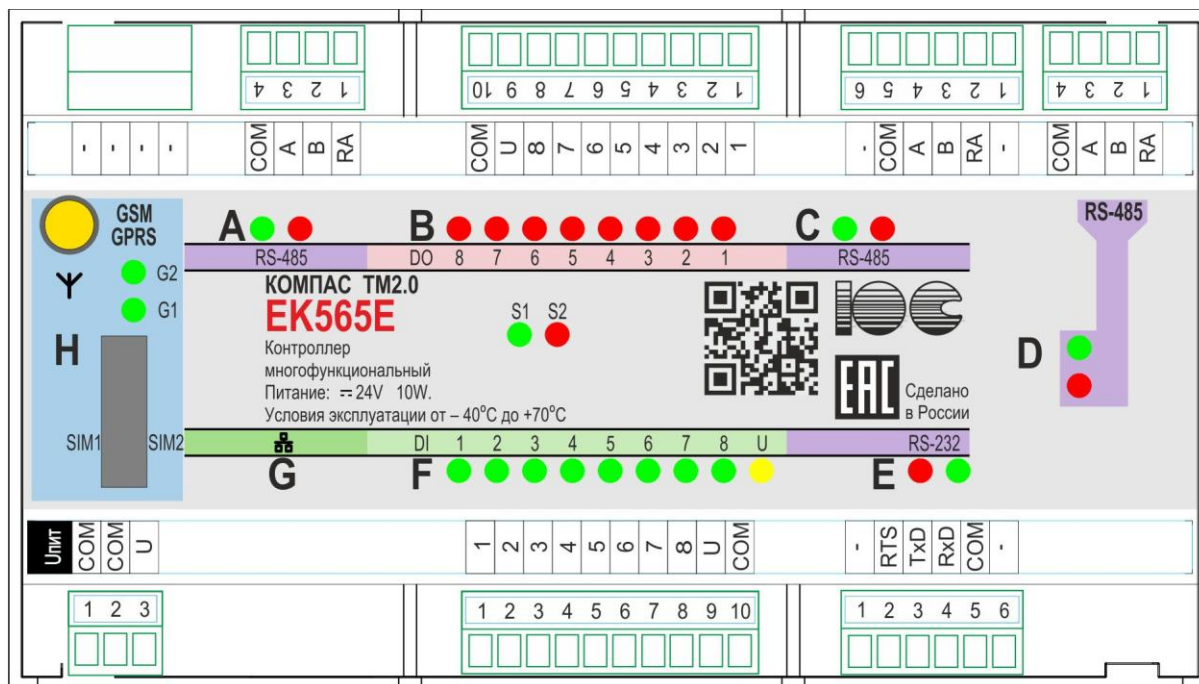 4 3 2 1
10 9 8 7 6 5 4 3 2 1
6 5 4 3 2 1
4 3 2 1
- - - -
COM A B RA
COM U 8 7 6 5 4 3 2 1
- COM A B RA -
COM A B RA
GSM
GPRS
G2
G1
H
SIM1
SIM2
A
RS-485
B
DO 8 7 6 5 4 3 2 1
C
RS-485
RS-485
D
КОМПАС ТМ2.0
EK565E
Контроллер
многофункциональный
Питание: ⎓ 24V 10W.
Условия эксплуатации от – 40°С до +70°С
S1 S2
EAC
Сделано
в России
G
DI 1 2 3 4 5 6 7 8 U
F
RS-232
E
Uпит COM COM U
1 2 3 4 5 6 7 8 U COM
- RTS TxD RxD COM -
1 2 3
1 2 3 4 5 6 7 8 9 10
1 2 3 4 5 6